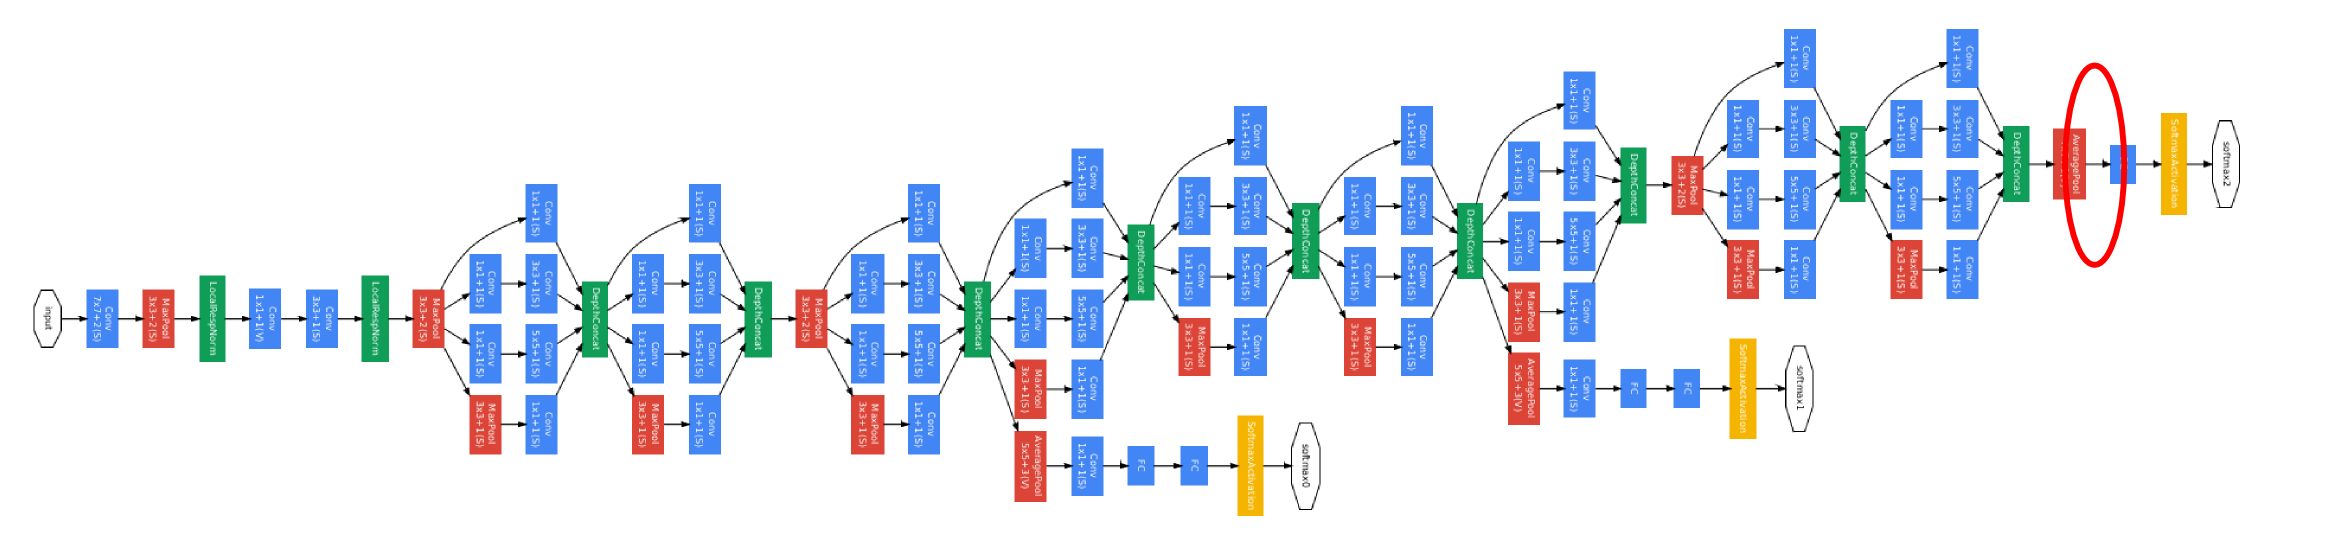 input
Conv
7x7+2(S)
MaxPool
3x3+2(S)
LocalRespNorm
Conv
1x1+1(V)
Conv
3x3+1(S)
LocalRespNorm
MaxPool
3x3+2(S)
Conv
1x1+1(S)
Conv
1x1+1(S)
Conv
3x3+1(S)
Conv
1x1+1(S)
Conv
5x5+1(S)
MaxPool
3x3+1(S)
Conv
1x1+1(S)
DepthConcat
Conv
1x1+1(S)
Conv
1x1+1(S)
Conv
3x3+1(S)
Conv
1x1+1(S)
Conv
5x5+1(S)
MaxPool
3x3+1(S)
Conv
1x1+1(S)
DepthConcat
MaxPool
3x3+2(S)
Conv
1x1+1(S)
Conv
1x1+1(S)
Conv
3x3+1(S)
Conv
1x1+1(S)
Conv
5x5+1(S)
MaxPool
3x3+1(S)
Conv
1x1+1(S)
DepthConcat
Conv
1x1+1(S)
Conv
1x1+1(S)
Conv
3x3+1(S)
Conv
1x1+1(S)
Conv
5x5+1(S)
MaxPool
3x3+1(S)
Conv
1x1+1(S)
AveragePool
5x5+3(V)
Conv
1x1+1(S)
FC
FC
SoftmaxActivation
softmax0
DepthConcat
Conv
1x1+1(S)
Conv
1x1+1(S)
Conv
3x3+1(S)
Conv
1x1+1(S)
Conv
5x5+1(S)
MaxPool
3x3+1(S)
Conv
1x1+1(S)
DepthConcat
Conv
1x1+1(S)
Conv
1x1+1(S)
Conv
3x3+1(S)
Conv
1x1+1(S)
Conv
5x5+1(S)
MaxPool
3x3+1(S)
Conv
1x1+1(S)
DepthConcat
Conv
1x1+1(S)
Conv
1x1+1(S)
Conv
3x3+1(S)
Conv
1x1+1(S)
Conv
5x5+1(S)
MaxPool
3x3+1(S)
Conv
1x1+1(S)
AveragePool
5x5+3(V)
Conv
1x1+1(S)
FC
FC
SoftmaxActivation
softmax1
DepthConcat
MaxPool
3x3+2(S)
Conv
1x1+1(S)
Conv
1x1+1(S)
Conv
3x3+1(S)
Conv
1x1+1(S)
Conv
5x5+1(S)
MaxPool
3x3+1(S)
Conv
1x1+1(S)
DepthConcat
Conv
1x1+1(S)
Conv
1x1+1(S)
Conv
3x3+1(S)
Conv
1x1+1(S)
Conv
5x5+1(S)
MaxPool
3x3+1(S)
Conv
1x1+1(S)
DepthConcat
AveragePool
SoftmaxActivation
softmax2